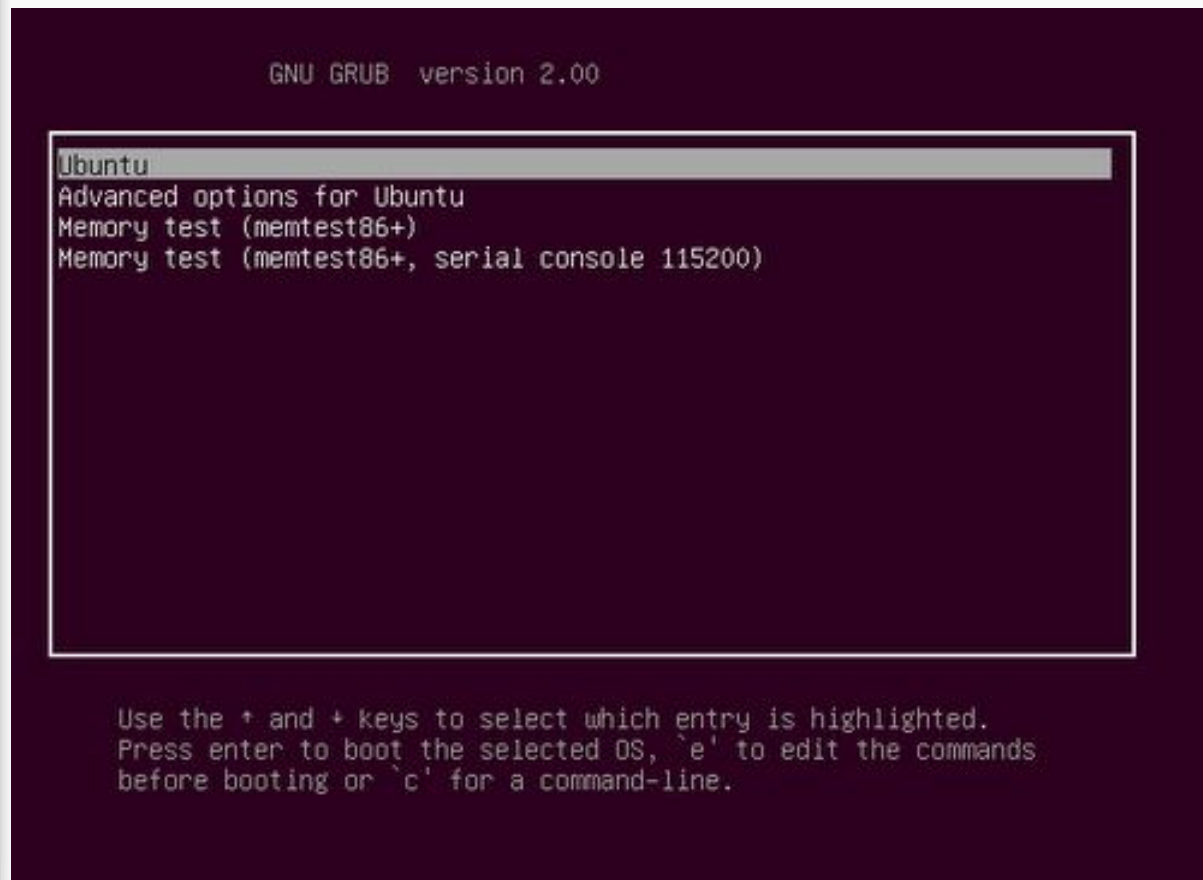 GNU GRUB version 2.00
Ubuntu
Advanced options for Ubuntu
Memory test (memtest86+)
Memory test (memtest86+, serial console 115200)
Use the ↑ and ↓ keys to select which entry is highlighted.
Press enter to boot the selected OS, `e' to edit the commands
before booting or `c' for a command-line.